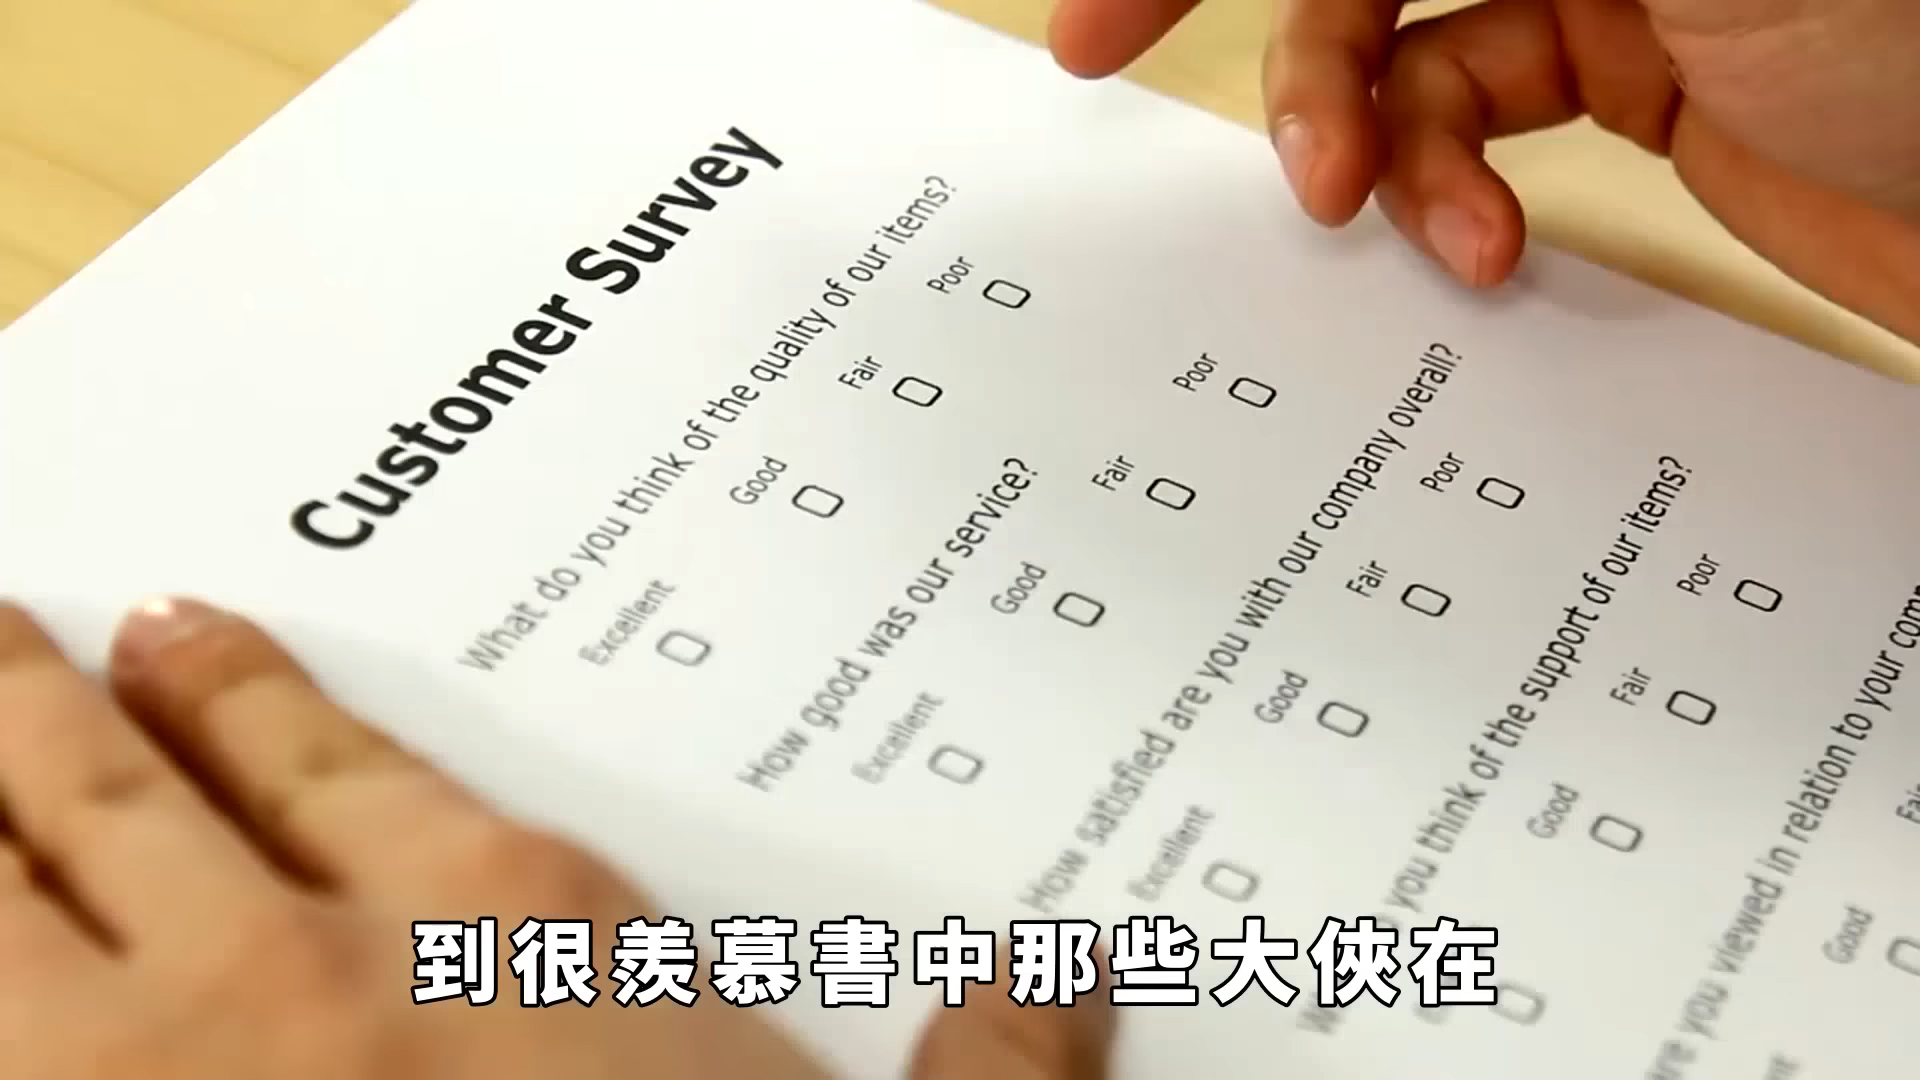 Customer Survey
What do you think of the quality of our items?
Excellent Good Fair Poor
How good was our service?
Excellent Good Fair Poor
How satisfied are you with our company overall?
Excellent Good Fair Poor
you think of the support of our items?
Good Fair Poor
are you viewed in relation to your
Good
到很羨慕書中那些大俠在